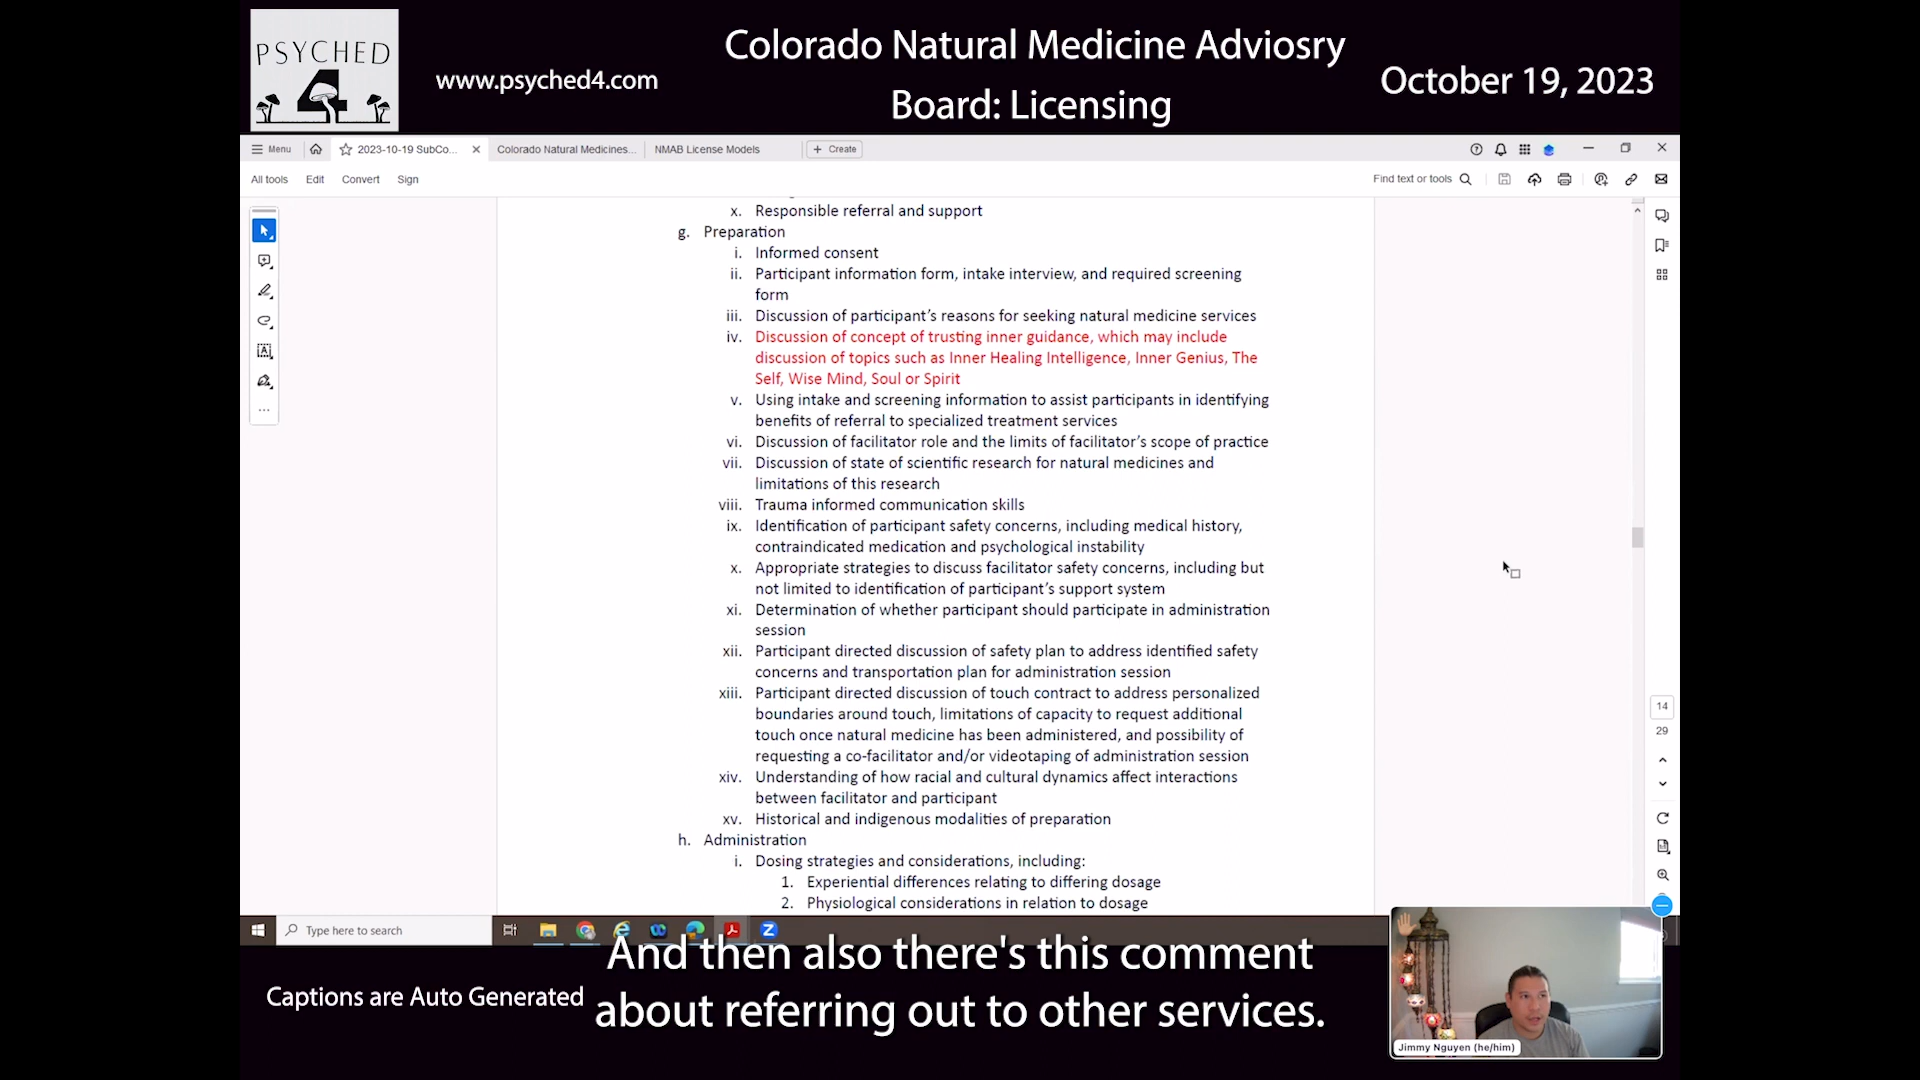 PSYCHED
4
www.psyched4.com
Colorado Natural Medicine Adviosry
Board: Licensing
October 19, 2023
Menu
2023-10-19 SubCo...
Colorado Natural Medicines...
NMAB License Models
+ Create
All tools
Edit
Convert
Sign
Find text or tools
x. Responsible referral and support
g. Preparation
i. Informed consent
ii. Participant information form, intake interview, and required screening
form
iii. Discussion of participant’s reasons for seeking natural medicine services
iv. Discussion of concept of trusting inner guidance, which may include
discussion of topics such as Inner Healing Intelligence, Inner Genius, The
Self, Wise Mind, Soul or Spirit
v. Using intake and screening information to assist participants in identifying
benefits of referral to specialized treatment services
vi. Discussion of facilitator role and the limits of facilitator’s scope of practice
vii. Discussion of state of scientific research for natural medicines and
limitations of this research
viii. Trauma informed communication skills
ix. Identification of participant safety concerns, including medical history,
contraindicated medication and psychological instability
x. Appropriate strategies to discuss facilitator safety concerns, including but
not limited to identification of participant’s support system
xi. Determination of whether participant should participate in administration
session
xii. Participant directed discussion of safety plan to address identified safety
concerns and transportation plan for administration session
xiii. Participant directed discussion of touch contract to address personalized
boundaries around touch, limitations of capacity to request additional
touch once natural medicine has been administered, and possibility of
requesting a co-facilitator and/or videotaping of administration session
xiv. Understanding of how racial and cultural dynamics affect interactions
between facilitator and participant
xv. Historical and indigenous modalities of preparation
h. Administration
i. Dosing strategies and considerations, including:
1. Experiential differences relating to differing dosage
2. Physiological considerations in relation to dosage
14
29
Type here to search
And then also there's this comment
about referring out to other services.
Captions are Auto Generated
Jimmy Nguyen (he/him)